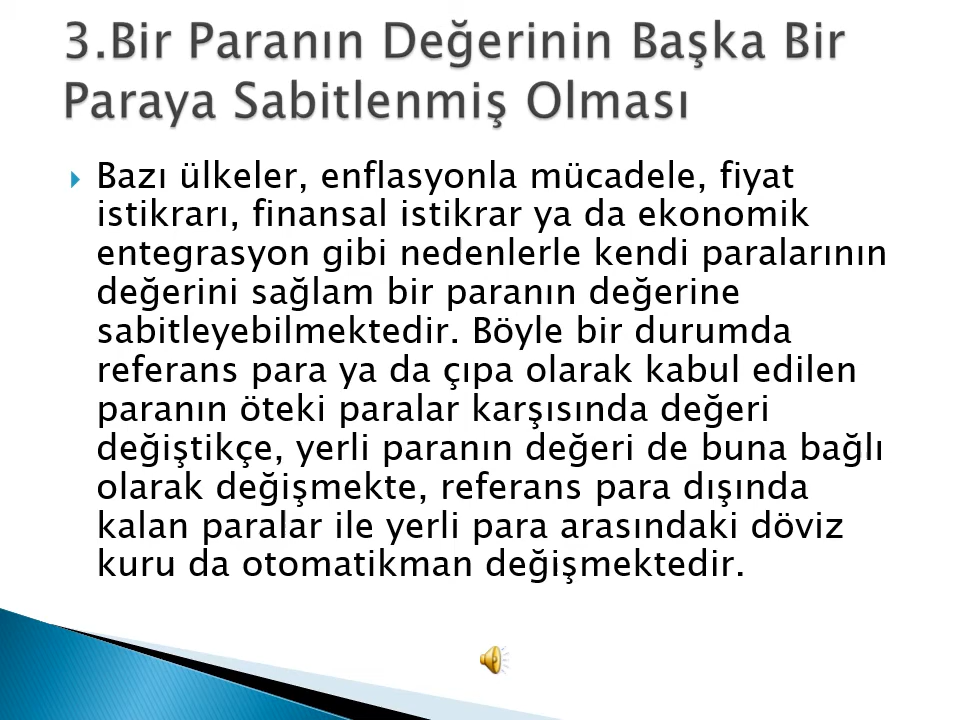 3.Bir Paranın Değerinin Başka Bir
Paraya Sabitlenmiş Olması
Bazı ülkeler, enflasyonla mücadele, fiyat
istikrarı, finansal istikrar ya da ekonomik
entegrasyon gibi nedenlerle kendi paralarının
değerini sağlam bir paranın değerine
sabitleyebilmektedir. Böyle bir durumda
referans para ya da çıpa olarak kabul edilen
paranın öteki paralar karşısında değeri
değiştikçe, yerli paranın değeri de buna bağlı
olarak değişmekte, referans para dışında
kalan paralar ile yerli para arasındaki döviz
kuru da otomatikman değişmektedir.